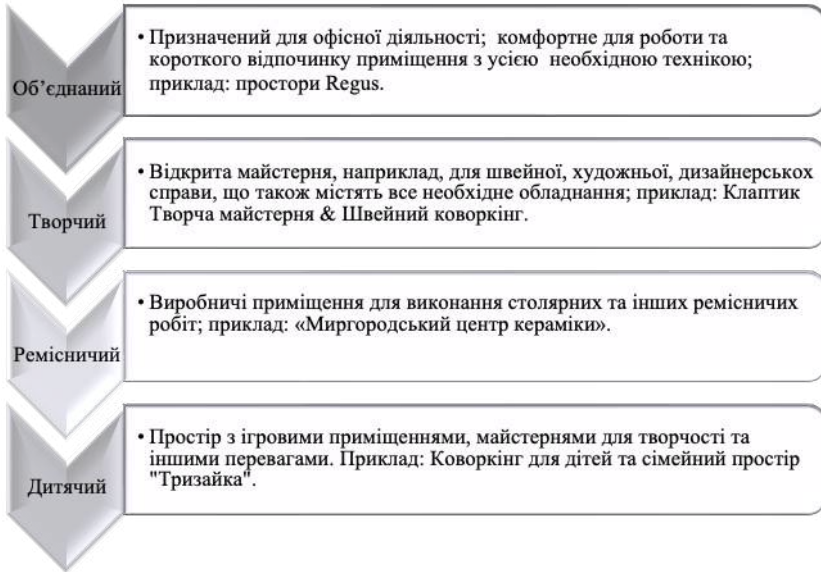 Об’єднаний
• Призначений для офісної діяльності;  комфортне для роботи та
короткого відпочинку приміщення з усією  необхідною технікою;
приклад: простори Regus.
Творчий
• Відкрита майстерня, наприклад, для швейної, художньої, дизайнерськох
справи, що також містять все необхідне обладнання; приклад: Клаптик
Творча майстерня & Швейний коворкінг.
Ремісничий
• Виробничі приміщення для виконання столярних та інших ремісничих
робіт; приклад: «Миргородський центр кераміки».
Дитячий
• Простір з ігровими приміщеннями, майстернями для творчості та
іншими перевагами. Приклад: Коворкінг для дітей та сімейний простір
"Тризайка".